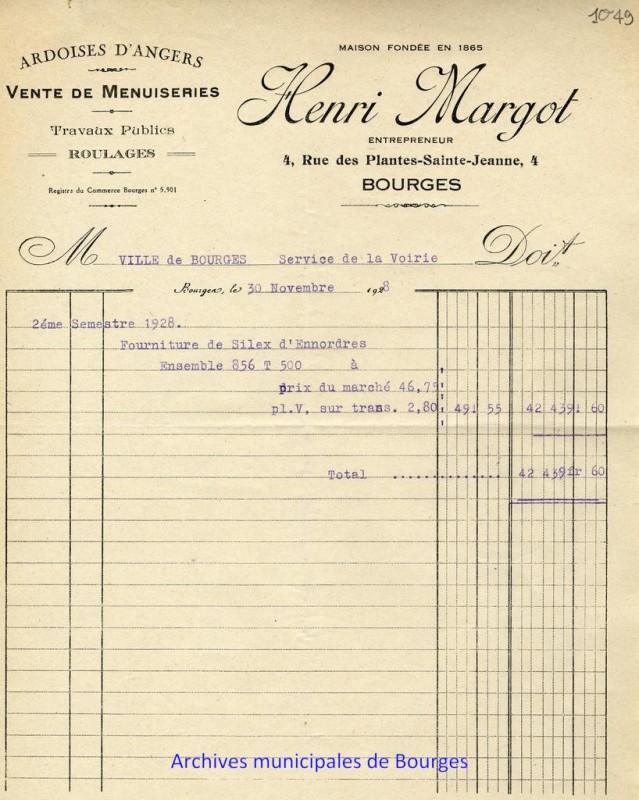 1049
ARDOISES D'ANGERS
VENTE DE MENUISERIES
Travaux Publics
ROULAGES
Registre du Commerce Bourges n° 5.901
MAISON FONDÉE EN 1865
Henri Margot
ENTREPRENEUR
4, Rue des Plantes-Sainte-Jeanne, 4
BOURGES
M VILLE de BOURGES Service de la Voirie Doit
Bourges, le 30 Novembre 1928
2éme Semestre 1928.
Fourniture de Silex d'Ennordres
Ensemble 856 T 500 à
prix du marché 46,75
pl.V, sur trans. 2,80 49 55 42 439 60
Total .............. 42 439fr 60
Archives municipales de Bourges